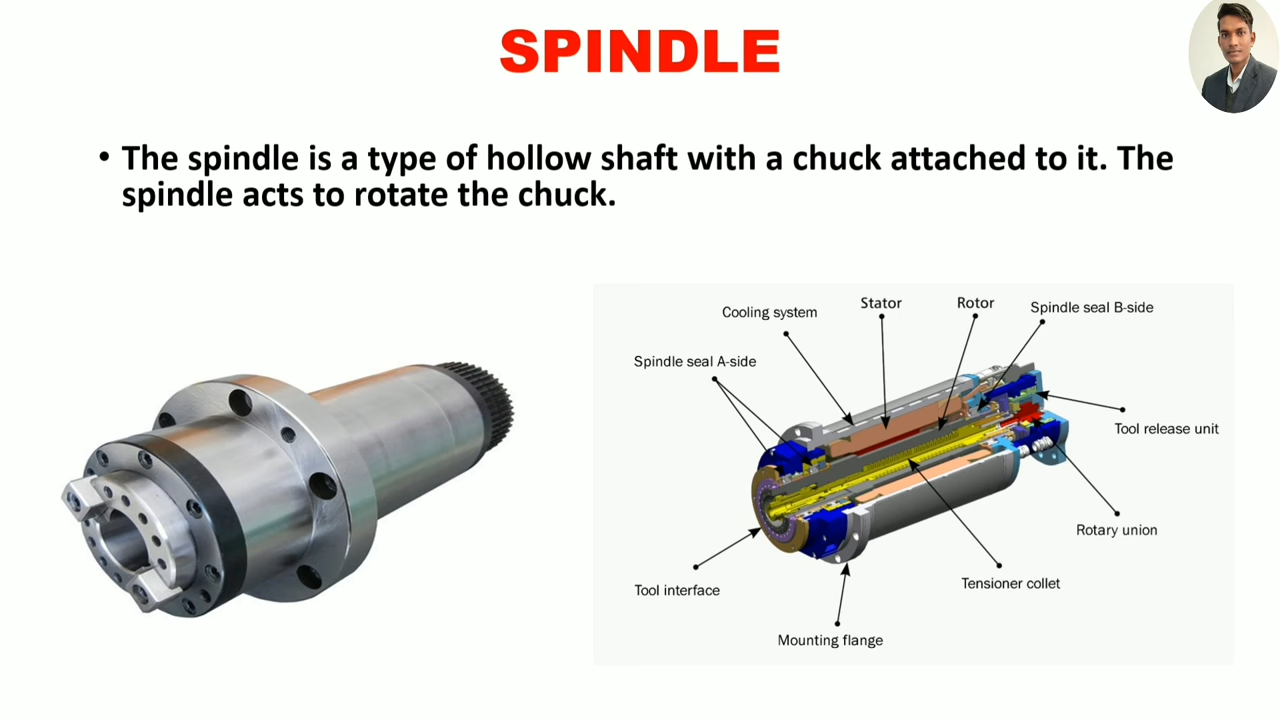 SPINDLE
• The spindle is a type of hollow shaft with a chuck attached to it. The
spindle acts to rotate the chuck.
Cooling system
Stator
Rotor
Spindle seal B-side
Spindle seal A-side
Tool release unit
Rotary union
Tool interface
Tensioner collet
Mounting flange